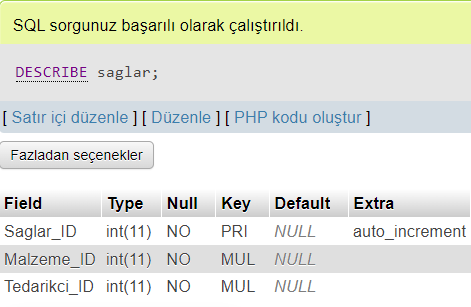 SQL sorgunuz başarılı olarak çalıştırıldı.
DESCRIBE saglar;
[ Satır içi düzenle ] [ Düzenle ] [ PHP kodu oluştur ]
Fazladan seçenekler
Field Type Null Key Default Extra
Saglar_ID int(11) NO PRI NULL auto_increment
Malzeme_ID int(11) NO MUL NULL
Tedarikci_ID int(11) NO MUL NULL